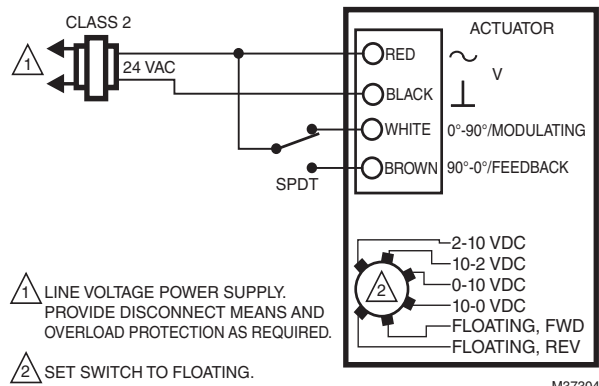 CLASS 2
ACTUATOR
1
24 VAC
RED
V
BLACK
WHITE
0°-90°/MODULATING
BROWN
90°-0°/FEEDBACK
SPDT
2-10 VDC
10-2 VDC
0-10 VDC
10-0 VDC
FLOATING, FWD
FLOATING, REV
2
1 LINE VOLTAGE POWER SUPPLY.
PROVIDE DISCONNECT MEANS AND
OVERLOAD PROTECTION AS REQUIRED.
2 SET SWITCH TO FLOATING.